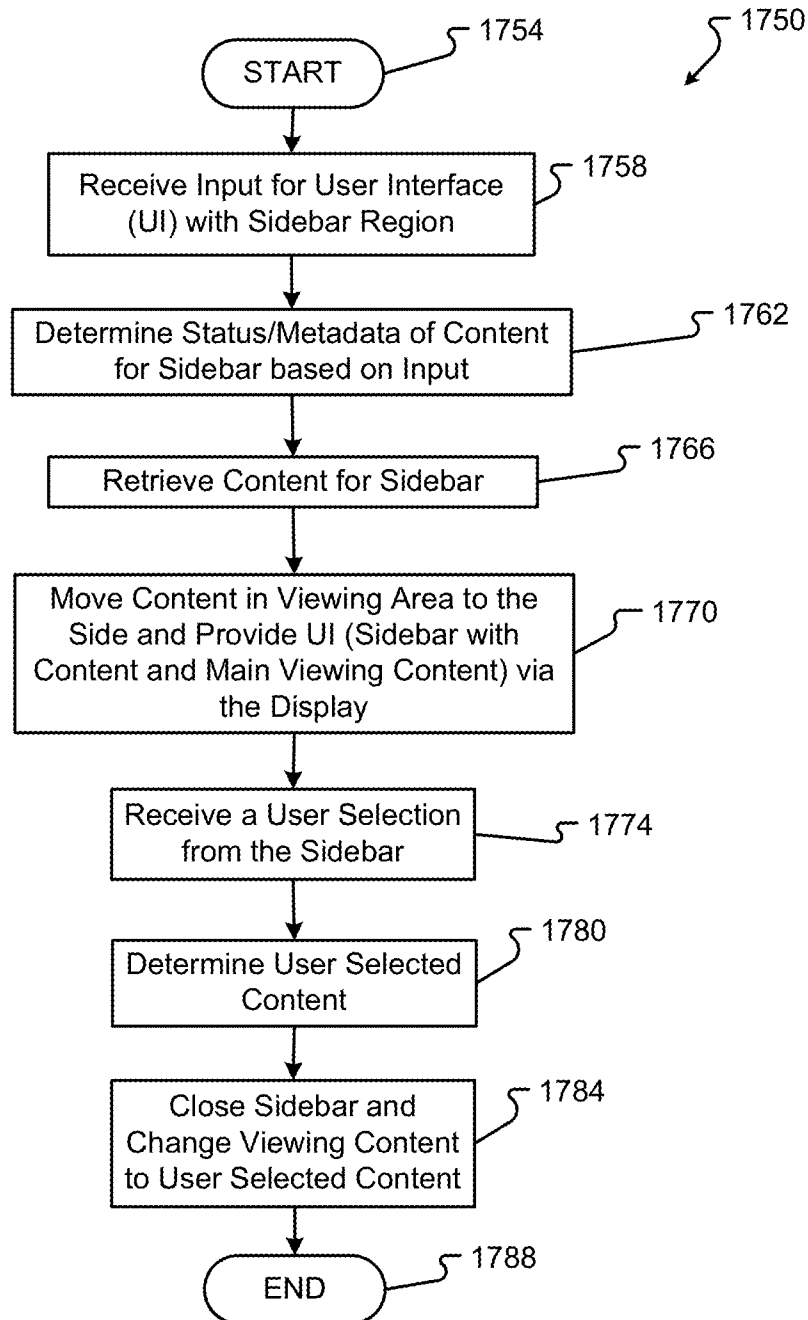 1750
START
1754
Receive Input for User Interface
(UI) with Sidebar Region
1758
Determine Status/Metadata of Content
for Sidebar based on Input
1762
Retrieve Content for Sidebar
1766
Move Content in Viewing Area to the
Side and Provide UI (Sidebar with
Content and Main Viewing Content) via
the Display
1770
Receive a User Selection
from the Sidebar
1774
Determine User Selected
Content
1780
Close Sidebar and
Change Viewing Content
to User Selected Content
1784
END
1788